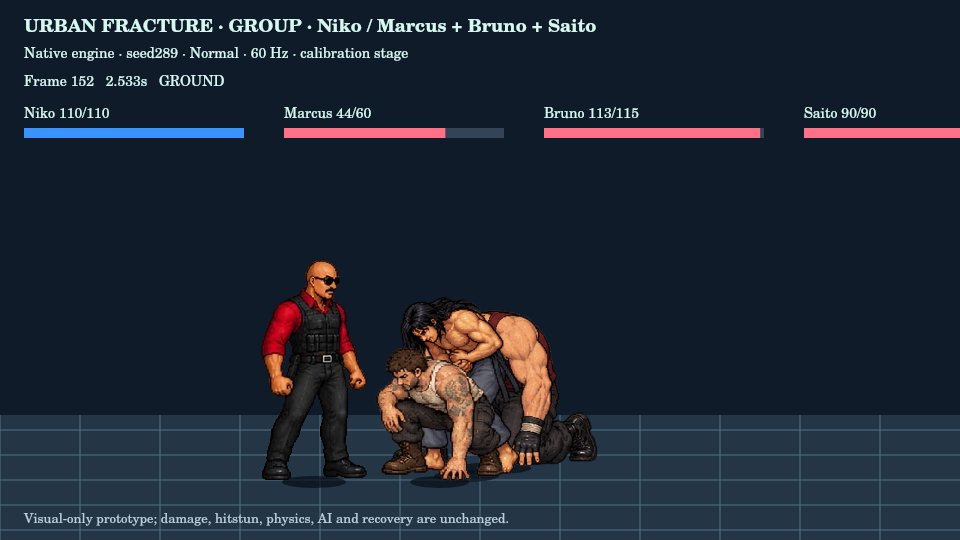 URBAN FRACTURE · GROUP · Niko / Marcus + Bruno + Saito
Native engine · seed289 · Normal · 60 Hz · calibration stage
Frame 152 2.533s GROUND
Niko 110/110 Marcus 44/60 Bruno 113/115 Saito 90/90
Visual-only prototype; damage, hitstun, physics, AI and recovery are unchanged.